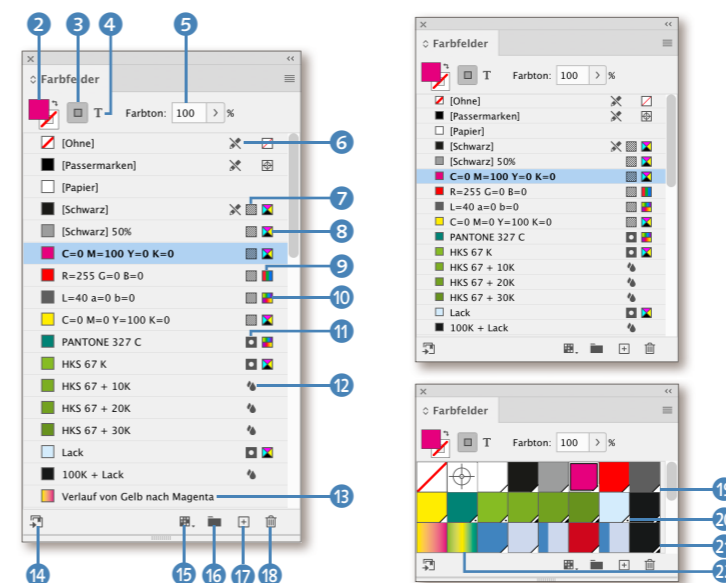 2 3 4 5
Farbfelder
T Farbton: 100 %
[Ohne] 6
[Passermarken]
[Papier]
[Schwarz] 7
[Schwarz] 50% 8
C=0 M=100 Y=0 K=0
R=255 G=0 B=0 9
L=40 a=0 b=0 10
C=0 M=0 Y=100 K=0
PANTONE 327 C 11
HKS 67 K
HKS 67 + 10K 12
HKS 67 + 20K
HKS 67 + 30K
Lack
100K + Lack
Verlauf von Gelb nach Magenta 13
14 15 16 17 18
Farbfelder
T Farbton: 100 %
[Ohne]
[Passermarken]
[Papier]
[Schwarz]
[Schwarz] 50%
C=0 M=100 Y=0 K=0
R=255 G=0 B=0
L=40 a=0 b=0
C=0 M=0 Y=100 K=0
PANTONE 327 C
HKS 67 K
HKS 67 + 10K
HKS 67 + 20K
HKS 67 + 30K
Lack
100K + Lack
Farbfelder
T Farbton: 100 %
19
20